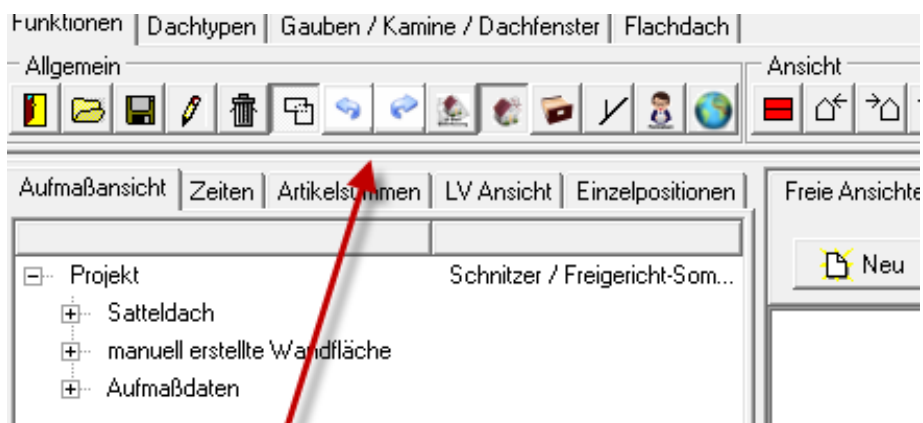 Funktionen Dachtypen Gauben / Kamine / Dachfenster Flachdach
Allgemein Ansicht
Aufmaßansicht Zeiten Artikelsummen LV Ansicht Einzelpositionen Freie Ansichte
Neu
Projekt Schnitzer / Freigericht-Som...
Satteldach
manuell erstellte Wandfläche
Aufmaßdaten